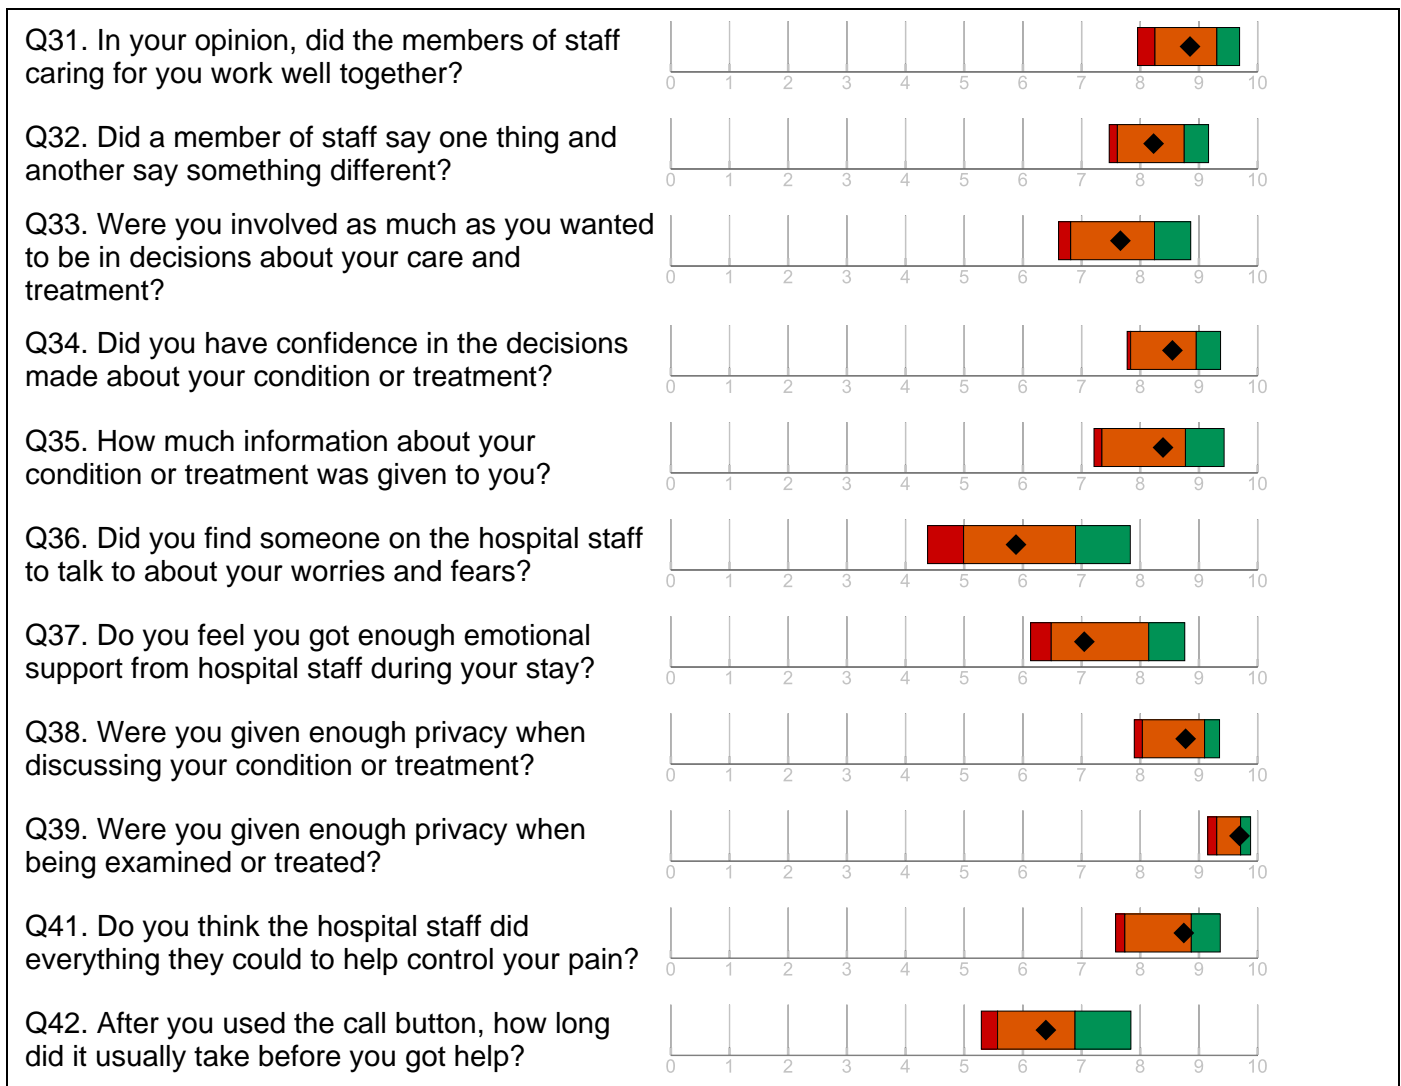 Q31. In your opinion, did the members of staff
caring for you work well together?
0 1 2 3 4 5 6 7 8 9 10
Q32. Did a member of staff say one thing and
another say something different?
0 1 2 3 4 5 6 7 8 9 10
Q33. Were you involved as much as you wanted
to be in decisions about your care and
treatment?
0 1 2 3 4 5 6 7 8 9 10
Q34. Did you have confidence in the decisions
made about your condition or treatment?
0 1 2 3 4 5 6 7 8 9 10
Q35. How much information about your
condition or treatment was given to you?
0 1 2 3 4 5 6 7 8 9 10
Q36. Did you find someone on the hospital staff
to talk to about your worries and fears?
0 1 2 3 4 5 6 7 8 9 10
Q37. Do you feel you got enough emotional
support from hospital staff during your stay?
0 1 2 3 4 5 6 7 8 9 10
Q38. Were you given enough privacy when
discussing your condition or treatment?
0 1 2 3 4 5 6 7 8 9 10
Q39. Were you given enough privacy when
being examined or treated?
0 1 2 3 4 5 6 7 8 9 10
Q41. Do you think the hospital staff did
everything they could to help control your pain?
0 1 2 3 4 5 6 7 8 9 10
Q42. After you used the call button, how long
did it usually take before you got help?
0 1 2 3 4 5 6 7 8 9 10